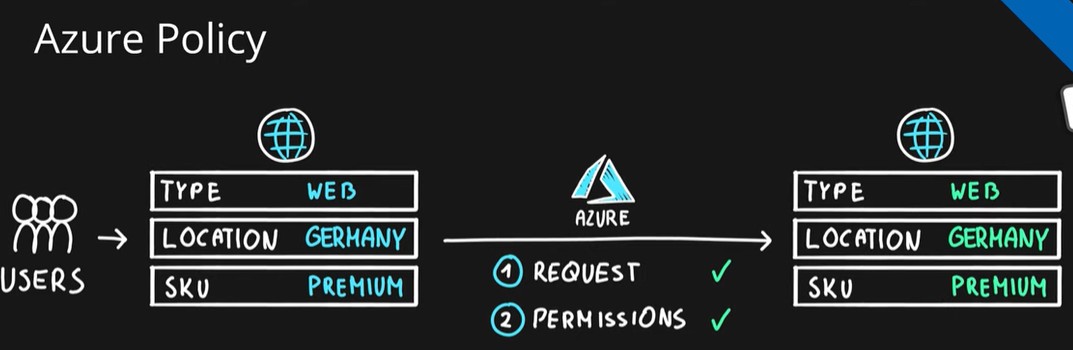 Azure Policy
USERS
TYPE WEB
LOCATION GERMANY
SKU PREMIUM
AZURE
1 REQUEST ✓
2 PERMISSIONS ✓
TYPE WEB
LOCATION GERMANY
SKU PREMIUM